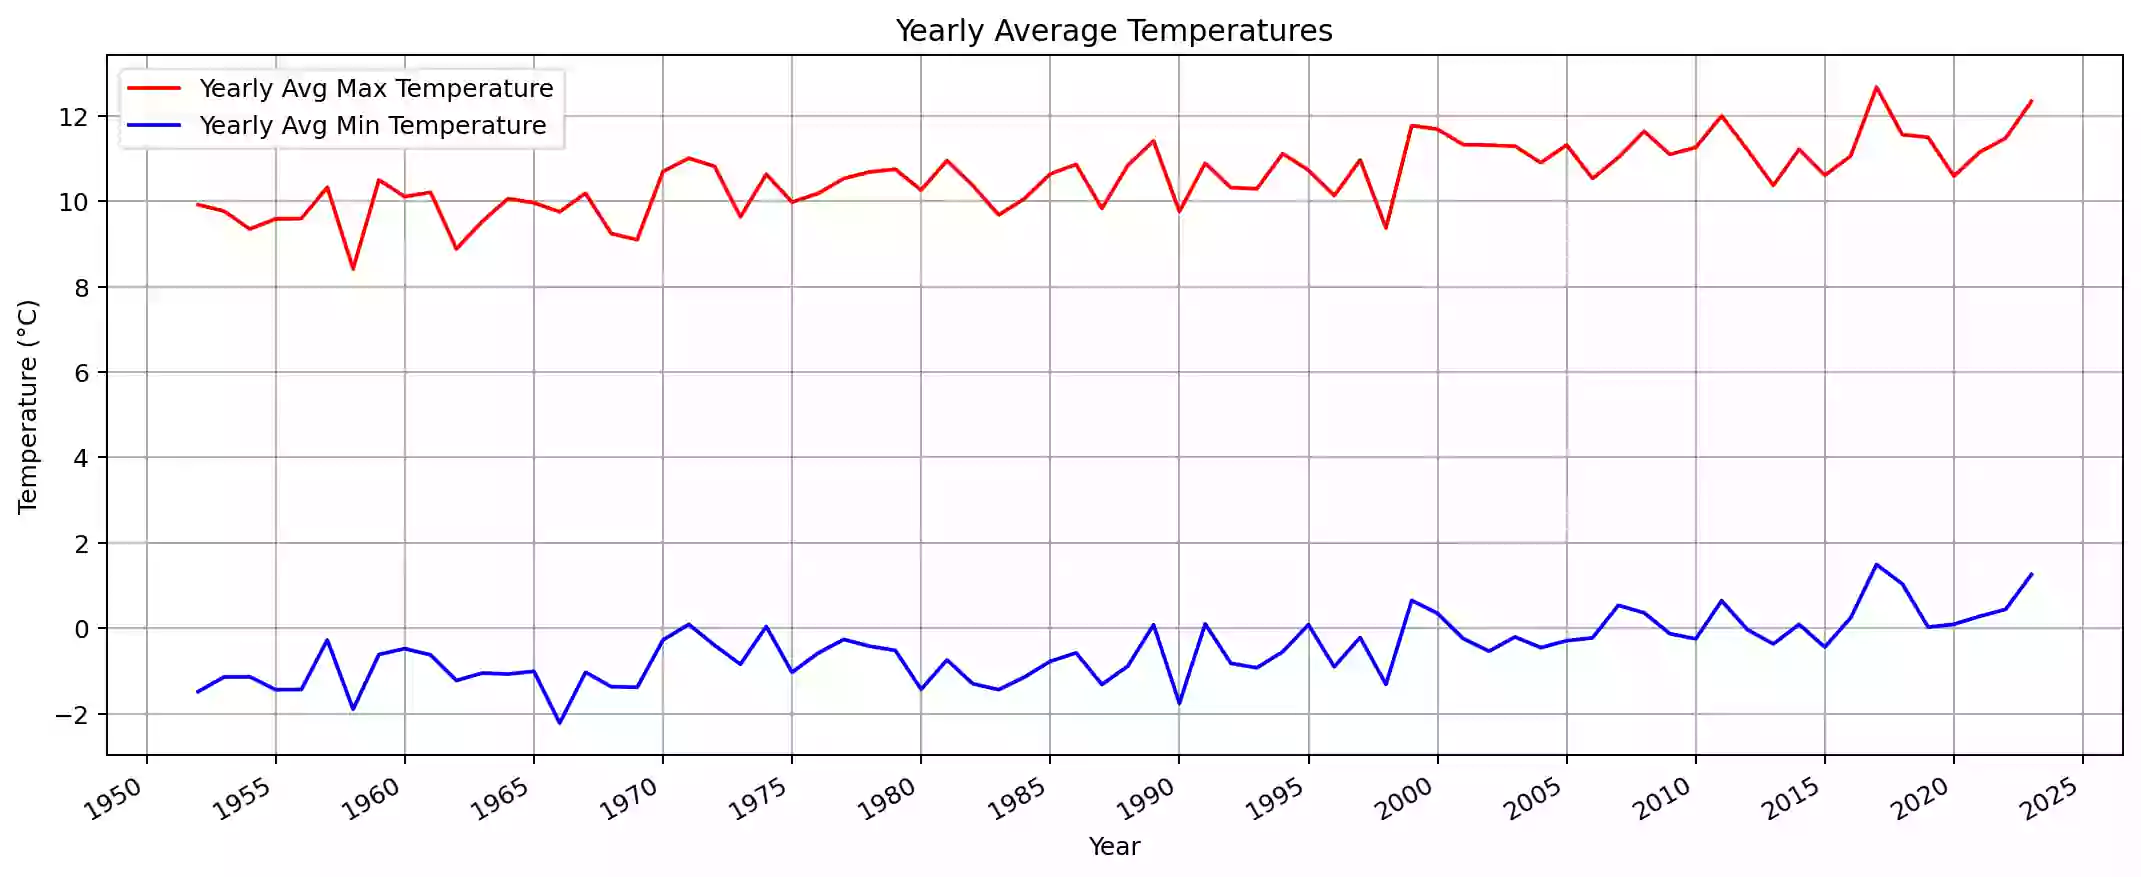 Yearly Average Temperatures
Yearly Avg Max Temperature
Yearly Avg Min Temperature
12
10
8
6
4
2
0
−2
Temperature (°C)
1950 1955 1960 1965 1970 1975 1980 1985 1990 1995 2000 2005 2010 2015 2020 2025
Year